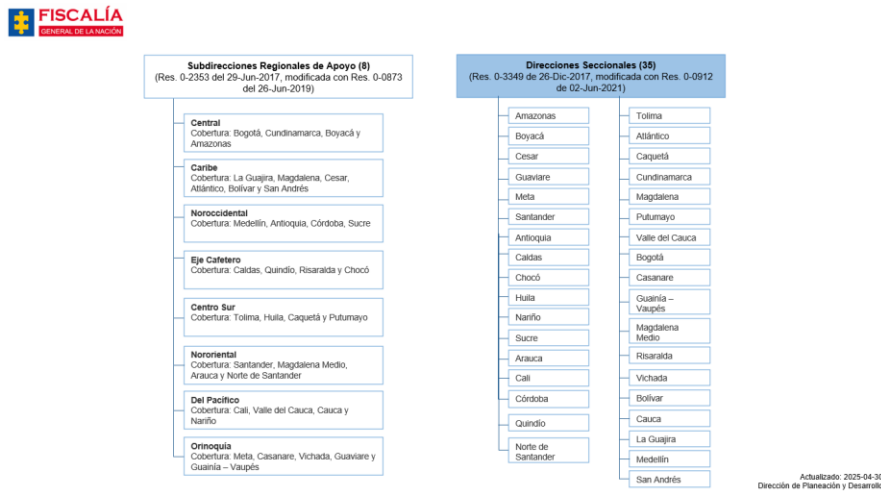 FISCALÍA
GENERAL DE LA NACIÓN
Subdirecciones Regionales de Apoyo (8)
(Res. 0-2353 del 29-Jun-2017, modificada con Res. 0-0873
del 26-Jun-2019)
Central
Cobertura: Bogotá, Cundinamarca, Boyacá y
Amazonas
Caribe
Cobertura: La Guajira, Magdalena, Cesar,
Atlántico, Bolívar y San Andrés
Noroccidental
Cobertura: Medellín, Antioquia, Córdoba, Sucre
Eje Cafetero
Cobertura: Caldas, Quindío, Risaralda y Chocó
Centro Sur
Cobertura: Tolima, Huila, Caquetá y Putumayo
Nororiental
Cobertura: Santander, Magdalena Medio,
Arauca y Norte de Santander
Del Pacífico
Cobertura: Cali, Valle del Cauca, Cauca y
Nariño
Orinoquía
Cobertura: Meta, Casanare, Vichada, Guaviare y
Guainía – Vaupés
Direcciones Seccionales (35)
(Res. 0-3349 de 26-Dic-2017, modificada con Res. 0-0912
de 02-Jun-2021)
Amazonas
Boyacá
Cesar
Guaviare
Meta
Santander
Antioquia
Caldas
Chocó
Huila
Nariño
Sucre
Arauca
Cali
Córdoba
Quindío
Norte de
Santander
Tolima
Atlántico
Caquetá
Cundinamarca
Magdalena
Putumayo
Valle del Cauca
Bogotá
Casanare
Guainía –
Vaupés
Magdalena
Medio
Risaralda
Vichada
Bolívar
Cauca
La Guajira
Medellín
San Andrés
Actualizado: 2025-04-30
Dirección de Planeación y Desarrollo